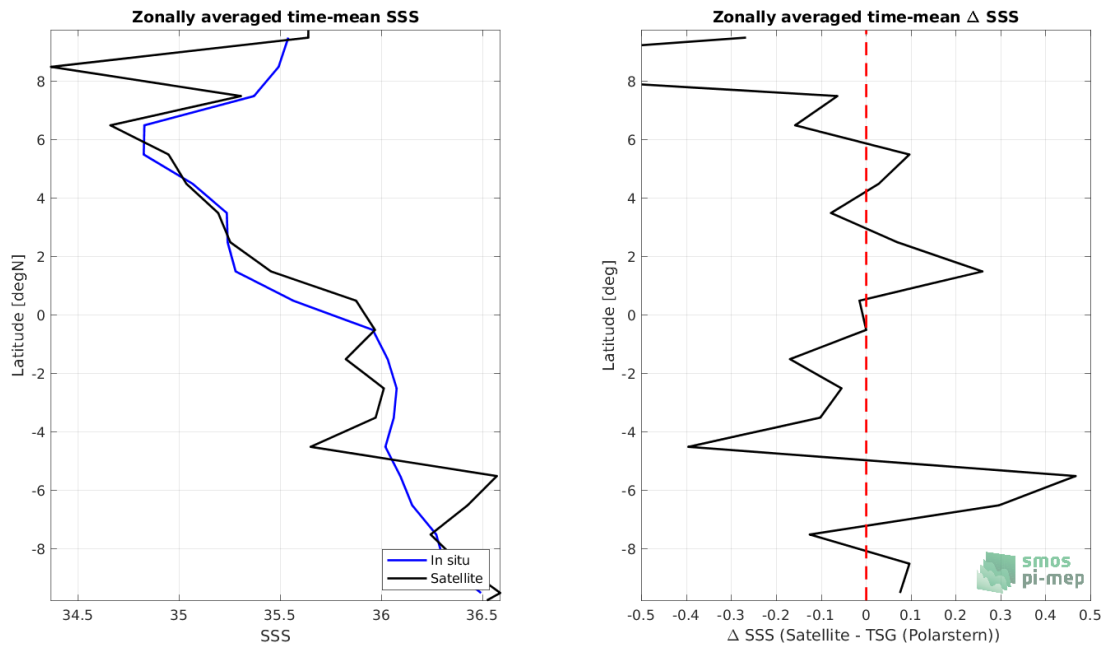 Zonally averaged time-mean SSS
8
6
4
2
0
-2
-4
-6
-8
Latitude [degN]
34.5 35 35.5 36 36.5
SSS
In situ
Satellite
Zonally averaged time-mean Δ SSS
8
6
4
2
0
-2
-4
-6
-8
Latitude [deg]
-0.5 -0.4 -0.3 -0.2 -0.1 0 0.1 0.2 0.3 0.4 0.5
Δ SSS (Satellite - TSG (Polarstern))
smos
pi-mep